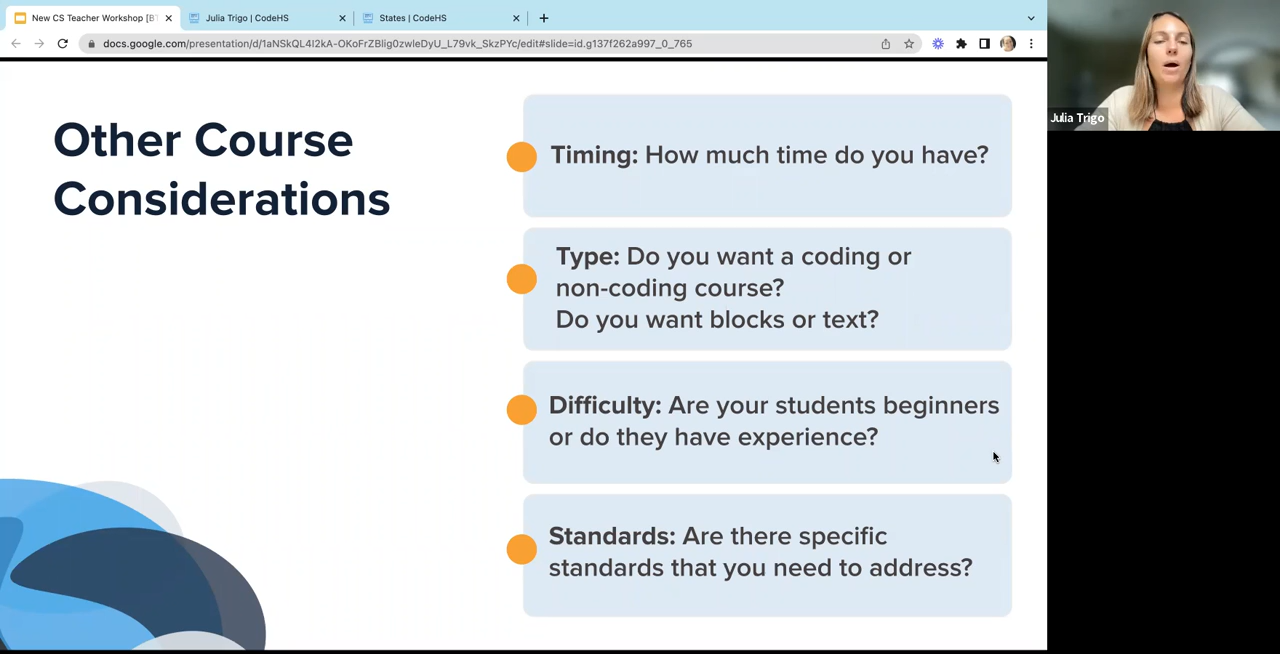 New CS Teacher Workshop [BT
Julia Trigo | CodeHS
States | CodeHS
docs.google.com/presentation/d/1aNSkQL4I2kA-OKoFrZBlig0zwleDyU_L79vk_SkzPYc/edit#slide=id.g137f262a997_0_765
Julia Trigo
Other Course
Considerations
Timing: How much time do you have?
Type: Do you want a coding or
non-coding course?
Do you want blocks or text?
Difficulty: Are your students beginners
or do they have experience?
Standards: Are there specific
standards that you need to address?